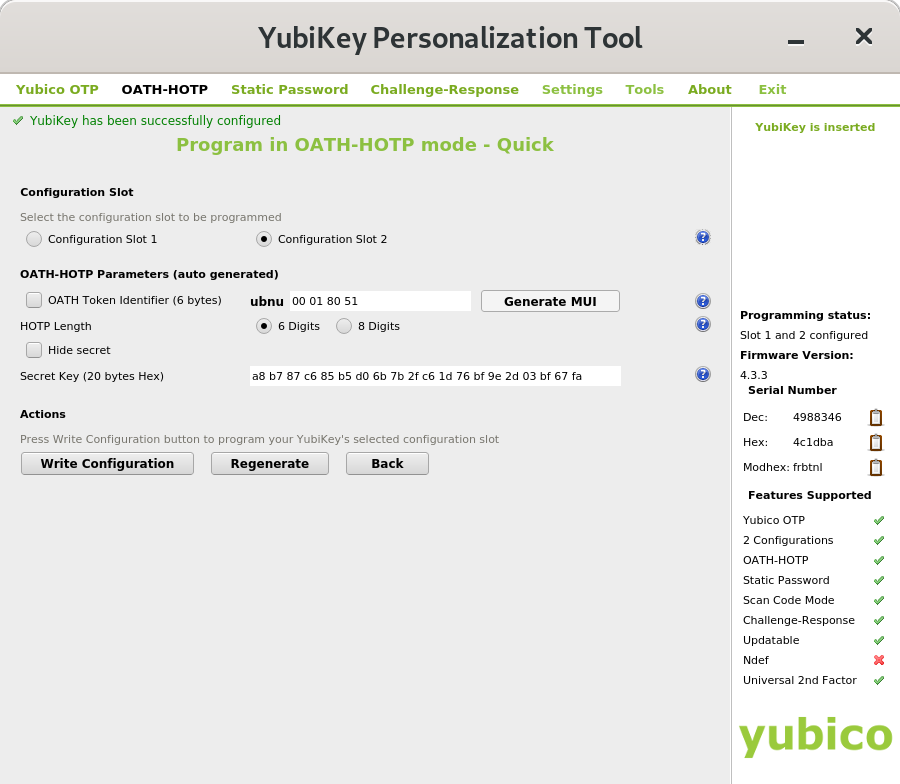 YubiKey Personalization Tool
Yubico OTP OATH-HOTP Static Password Challenge-Response Settings Tools About Exit
YubiKey has been successfully configured
Program in OATH-HOTP mode - Quick
Configuration Slot
Select the configuration slot to be programmed
Configuration Slot 1 Configuration Slot 2
OATH-HOTP Parameters (auto generated)
OATH Token Identifier (6 bytes) ubnu 00 01 80 51 Generate MUI
HOTP Length 6 Digits 8 Digits
Hide secret
Secret Key (20 bytes Hex) a8 b7 87 c6 85 b5 d0 6b 7b 2f c6 1d 76 bf 9e 2d 03 bf 67 fa
Actions
Press Write Configuration button to program your YubiKey's selected configuration slot
Write Configuration Regenerate Back
YubiKey is inserted
Programming status:
Slot 1 and 2 configured
Firmware Version:
4.3.3
Serial Number
Dec: 4988346
Hex: 4c1dba
Modhex: frbtnl
Features Supported
Yubico OTP
2 Configurations
OATH-HOTP
Static Password
Scan Code Mode
Challenge-Response
Updatable
Ndef
Universal 2nd Factor
yubico